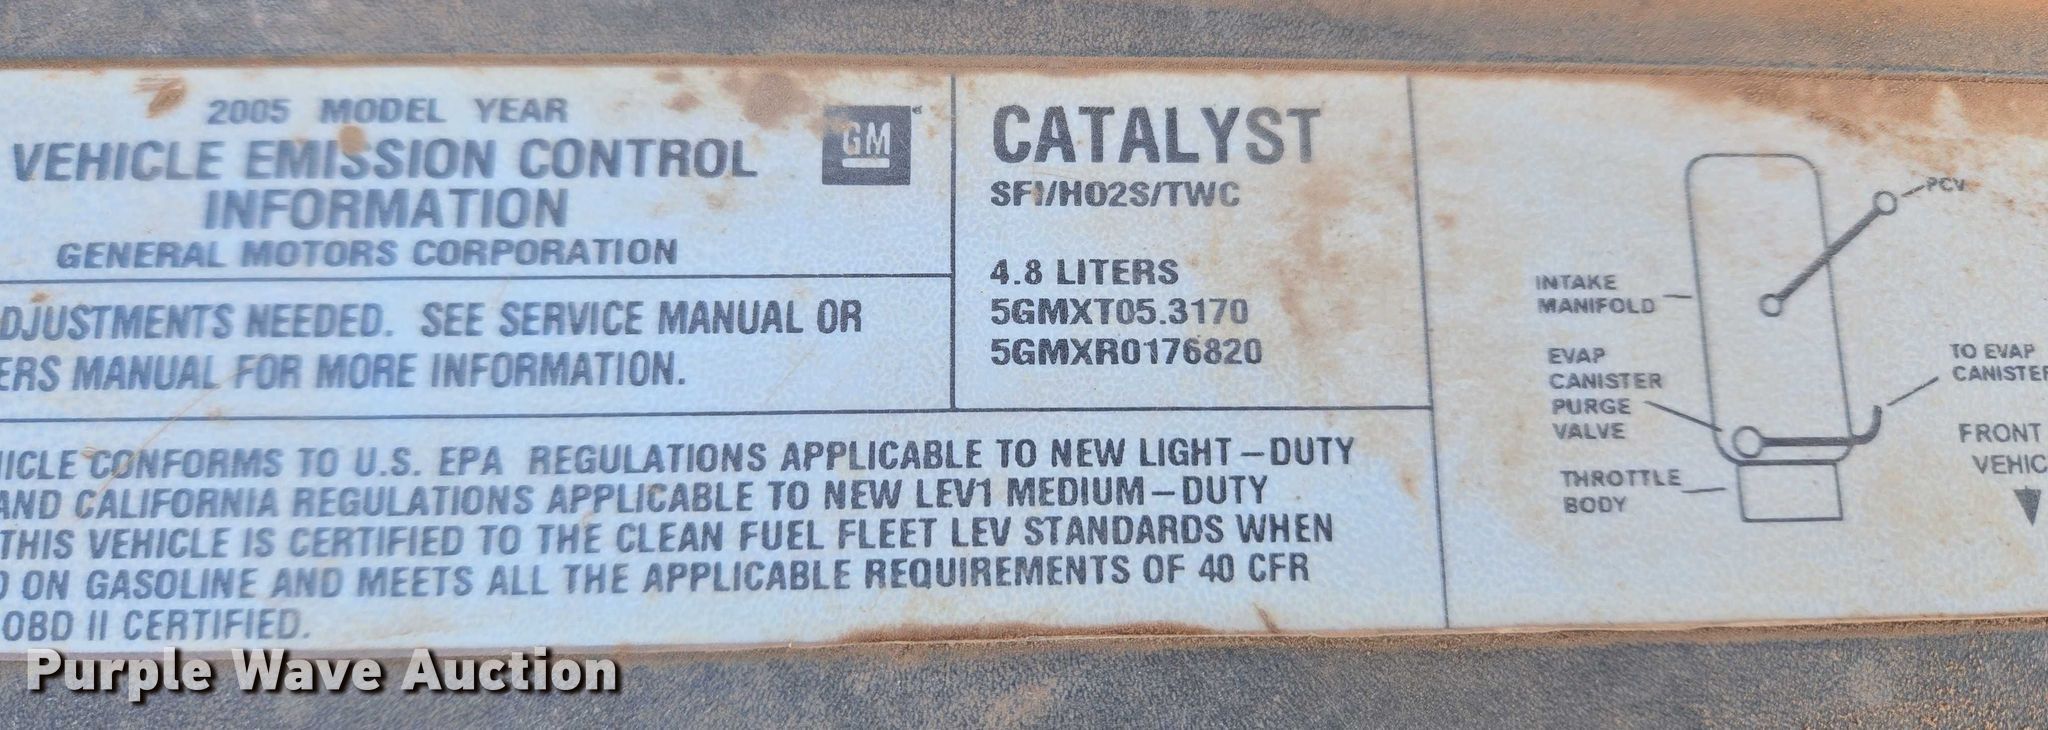 2005 MODEL YEAR
VEHICLE EMISSION CONTROL
INFORMATION
GENERAL MOTORS CORPORATION
GM
DJUSTMENTS NEEDED. SEE SERVICE MANUAL OR
ERS MANUAL FOR MORE INFORMATION.
CATALYST
SFI/HO2S/TWC
4.8 LITERS
5GMXT05.3170
5GMXR0176820
ICLE CONFORMS TO U.S. EPA REGULATIONS APPLICABLE TO NEW LIGHT-DUTY
AND CALIFORNIA REGULATIONS APPLICABLE TO NEW LEV1 MEDIUM-DUTY
THIS VEHICLE IS CERTIFIED TO THE CLEAN FUEL FLEET LEV STANDARDS WHEN
D ON GASOLINE AND MEETS ALL THE APPLICABLE REQUIREMENTS OF 40 CFR
OBD II CERTIFIED.
PCV
INTAKE
MANIFOLD
EVAP
CANISTER
PURGE
VALVE
THROTTLE
BODY
TO EVAP
CANISTER
FRONT
VEHIC
Purple Wave Auction